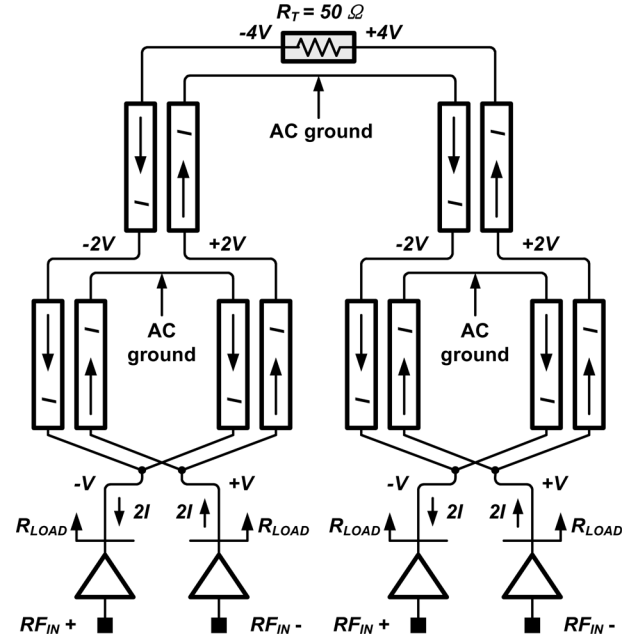 R_T = 50 Ω
-4V +4V
AC ground
I I I I
I I I I
-2V +2V -2V +2V
AC ground AC ground
I I I I
I I I I
-V +V -V +V
2I 2I 2I 2I
R_LOAD R_LOAD R_LOAD R_LOAD
RF_IN + RF_IN - RF_IN + RF_IN -